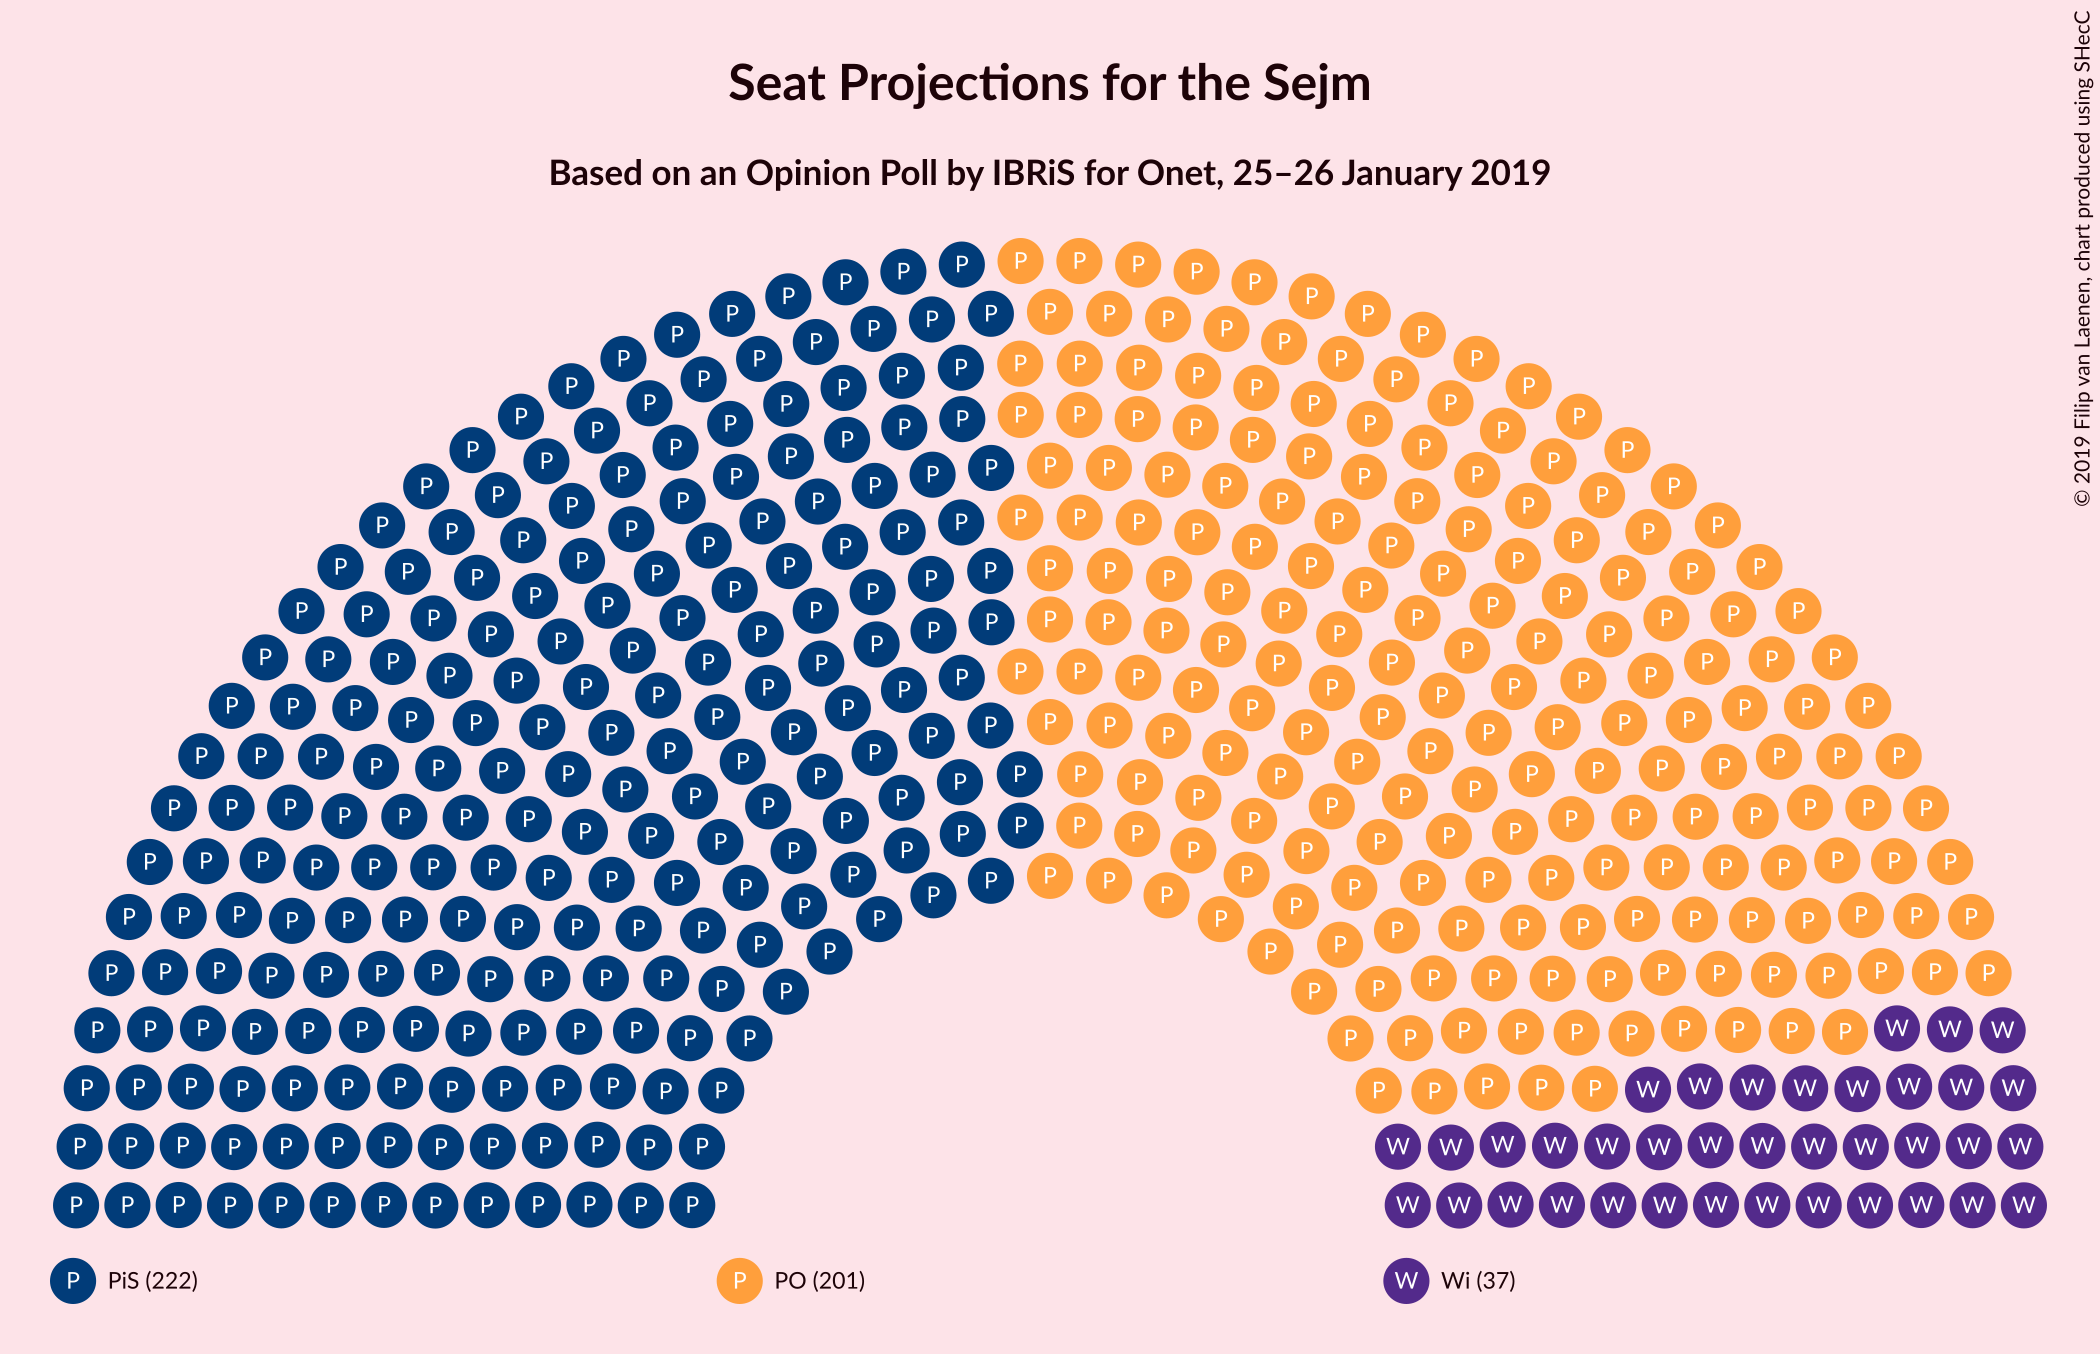 Seat Projections for the Sejm
Based on an Opinion Poll by IBRiS for Onet, 25–26 January 2019
© 2019 Filip van Laenen, chart produced using SHecC
P PiS (222)
P PO (201)
W Wi (37)